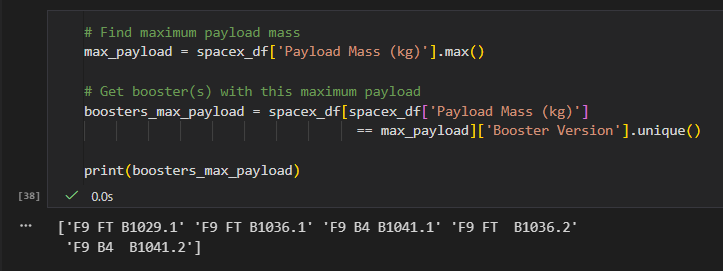 # Find maximum payload mass
max_payload = spacex_df['Payload Mass (kg)'].max()
# Get booster(s) with this maximum payload
boosters_max_payload = spacex_df[spacex_df['Payload Mass (kg)']
== max_payload]['Booster Version'].unique()
print(boosters_max_payload)
[38]
0.0s
['F9 FT B1029.1' 'F9 FT B1036.1' 'F9 B4 B1041.1' 'F9 FT  B1036.2'
'F9 B4  B1041.2']